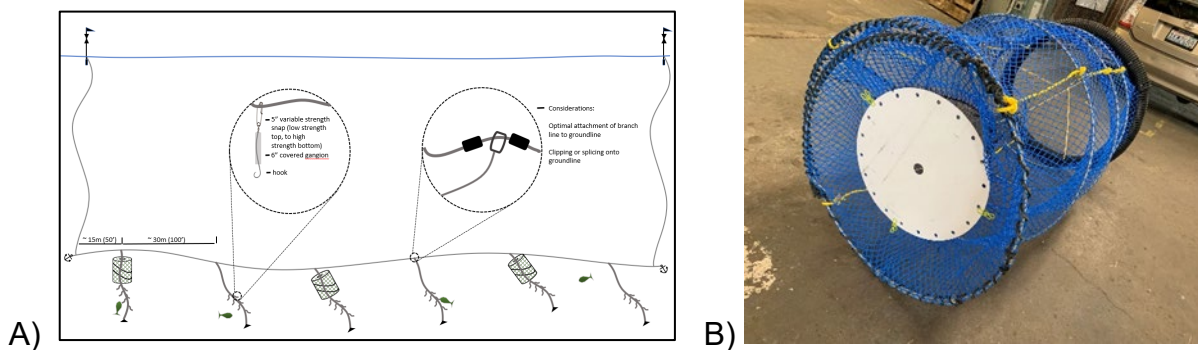 5” variable strength
snap (low strength
top, to high
strength bottom)
6” covered gangion
hook
Considerations:
Optimal attachment of branch
line to groundline
Clipping or splicing onto
groundline
~ 15m (50’)
~ 30m (100’)
A)
B)